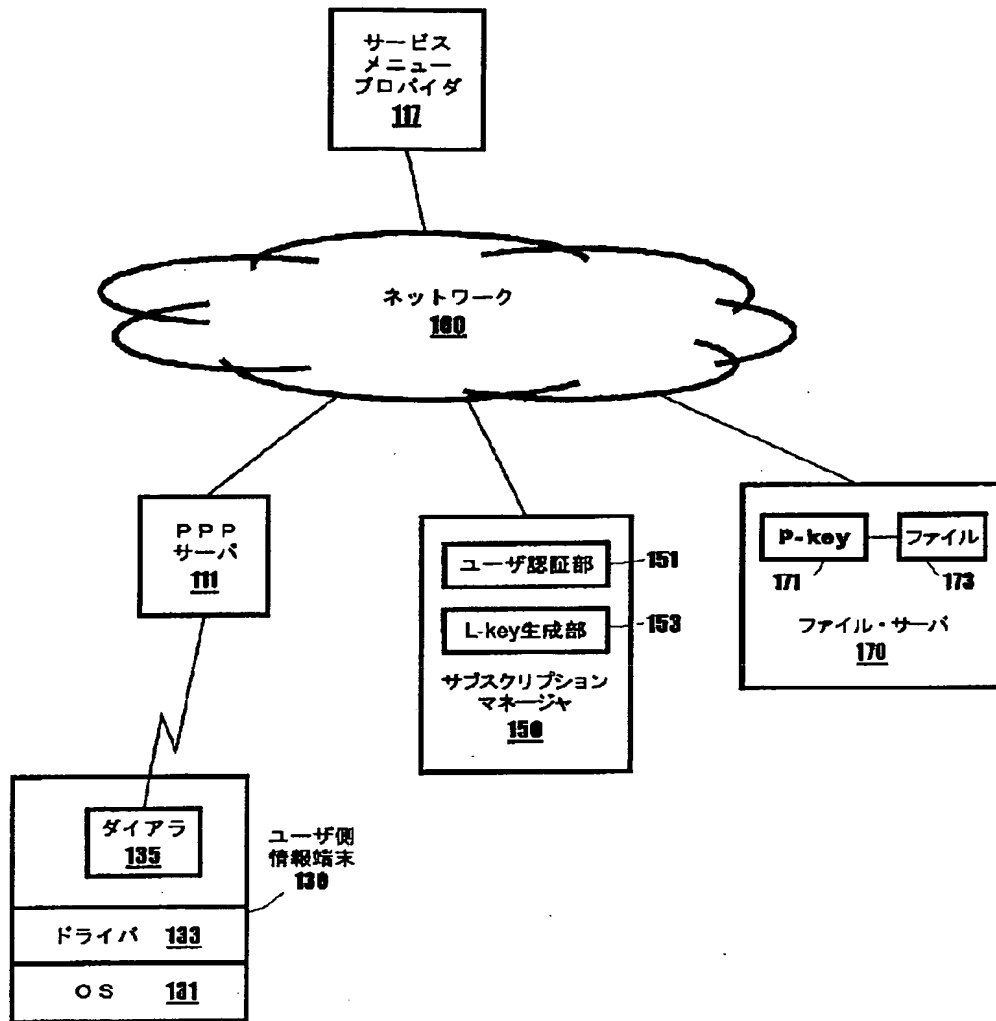 サービス
メニュー
プロバイダ
117
ネットワーク
160
PPP
サーバ
111
ユーザ認証部
151
L-key生成部
153
サブスクリプション
マネージャ
150
P-key
ファイル
171
173
ファイル・サーバ
170
ダイアラ
135
ユーザ側
情報端末
130
ドライバ 133
OS 131